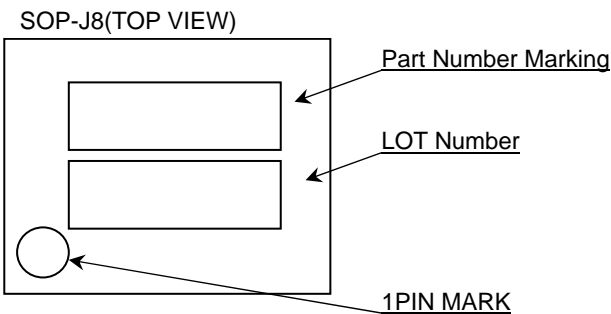 SOP-J8(TOP VIEW)
Part Number Marking
LOT Number
1PIN MARK